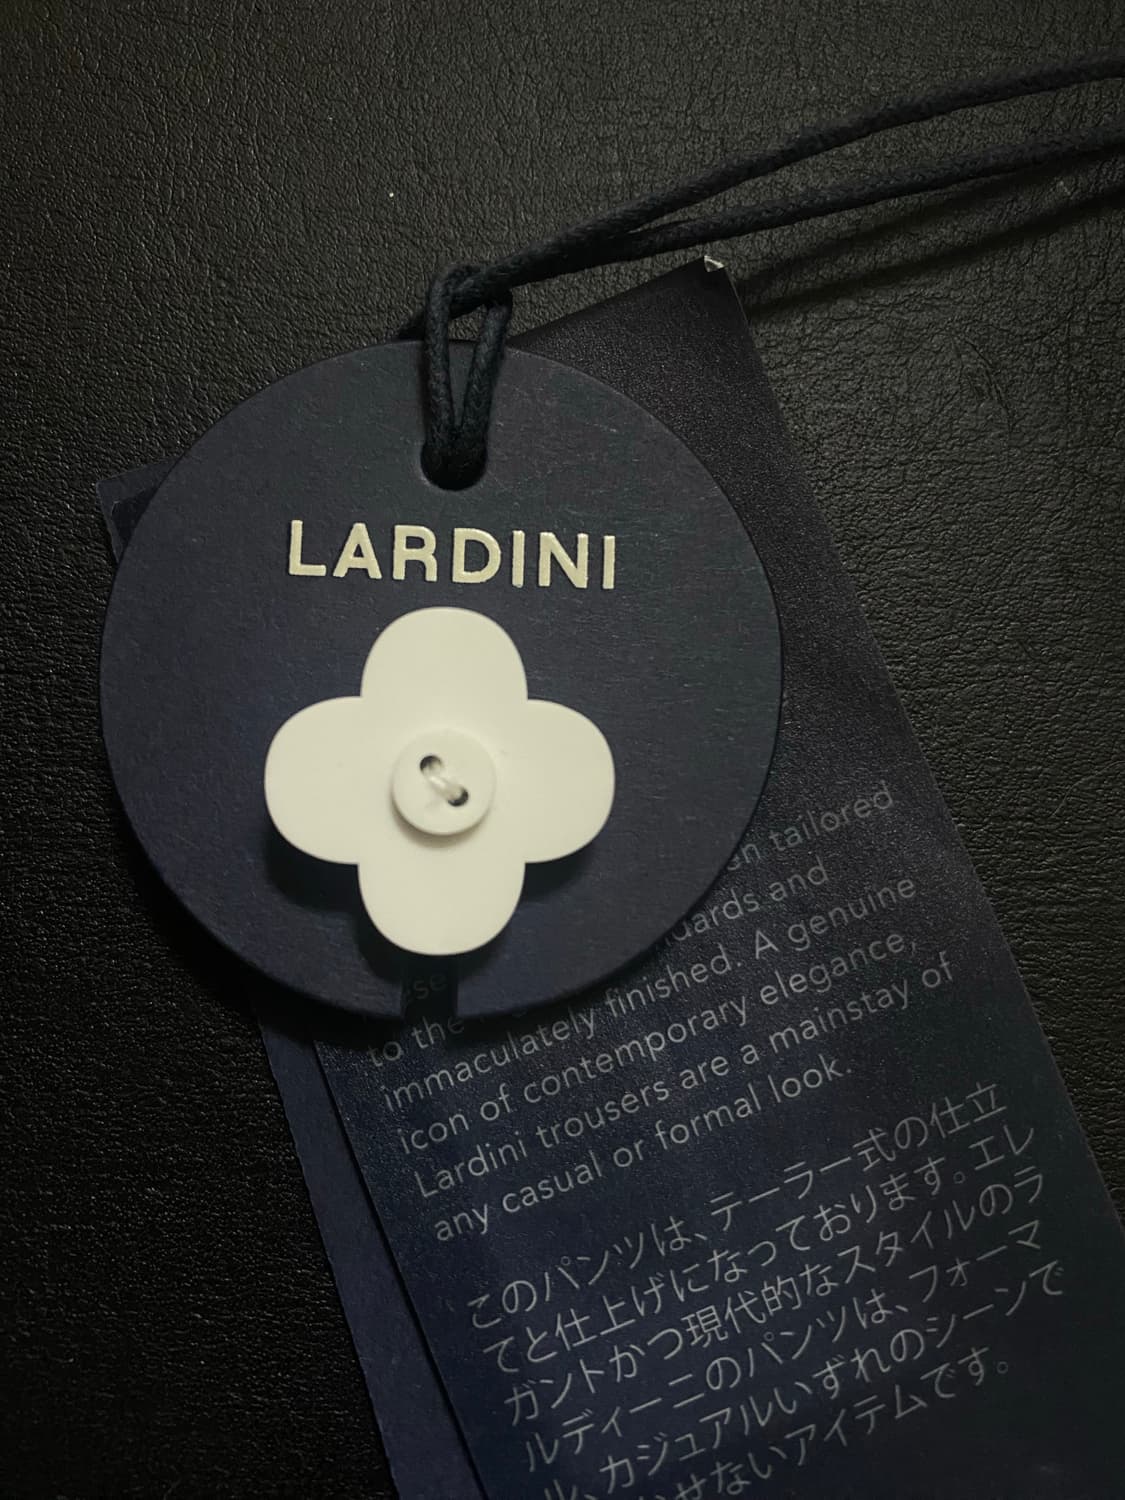 LARDINI
tailored
and
to the
immaculately finished. A genuine
icon of contemporary elegance,
Lardini trousers are a mainstay of
any casual or formal look.
このパンツは、テーラー式の仕立
てと仕上げになっております。エレ
ガントかつ現代的なスタイルのラ
ルディーニのパンツは、フォーマ
ル、カジュアルいずれのシーンで
せないアイテムです。